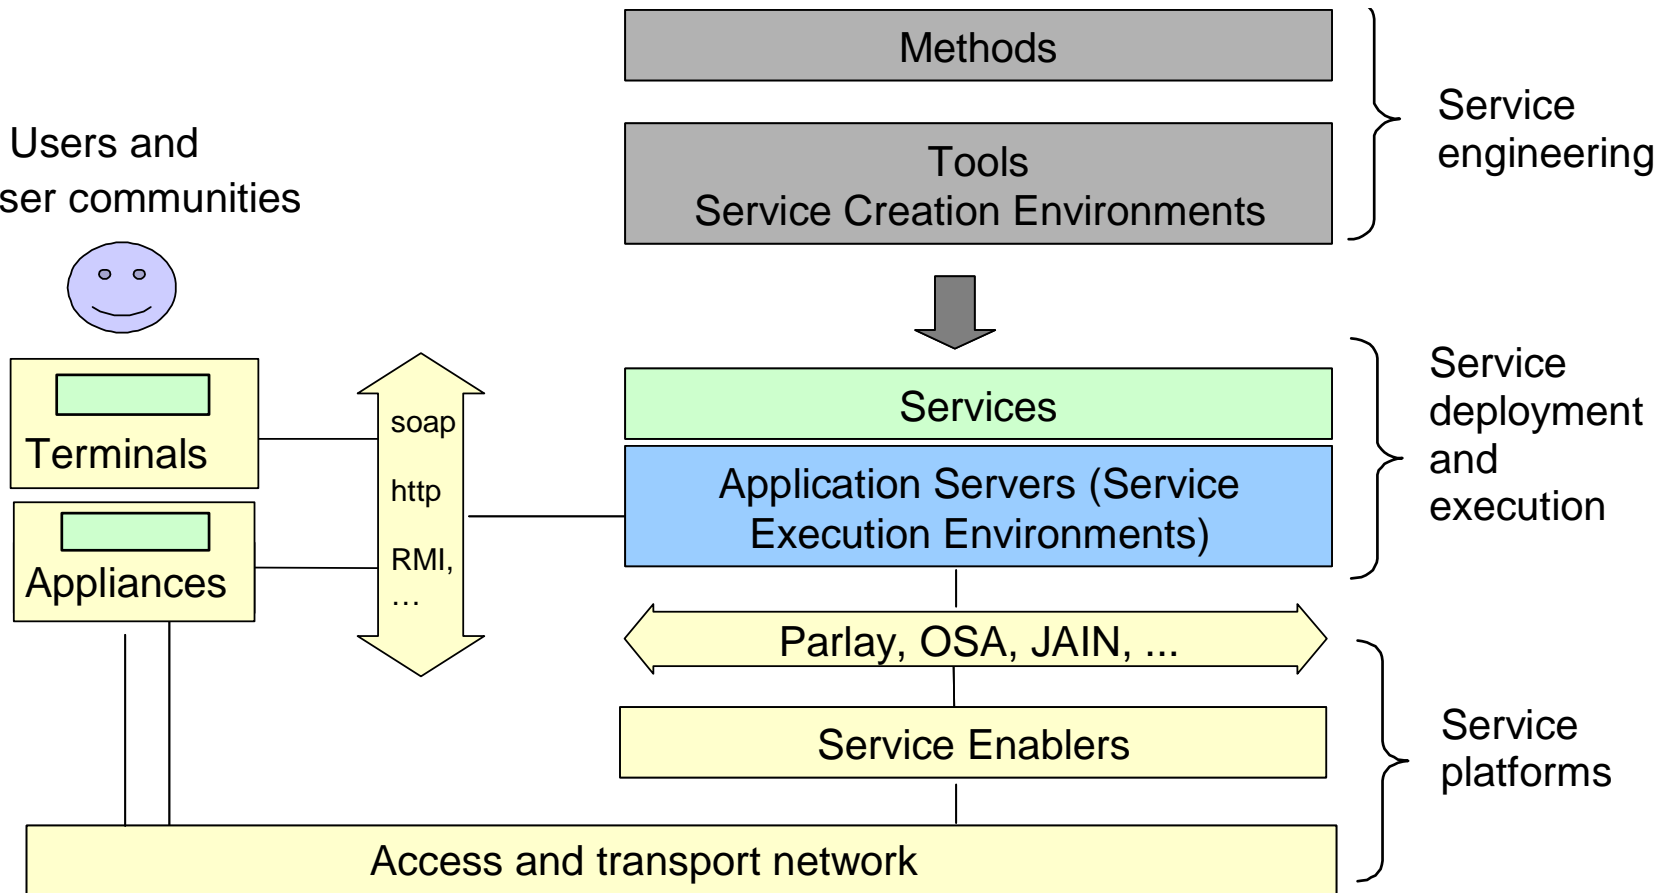 Methods
Service
engineering
Tools
Service Creation Environments
Users and
ser communities
Terminals
Appliances
soap
http
RMI,
…
Services
Application Servers (Service
Execution Environments)
Service
deployment
and
execution
Parlay, OSA, JAIN, ...
Service Enablers
Service
platforms
Access and transport network